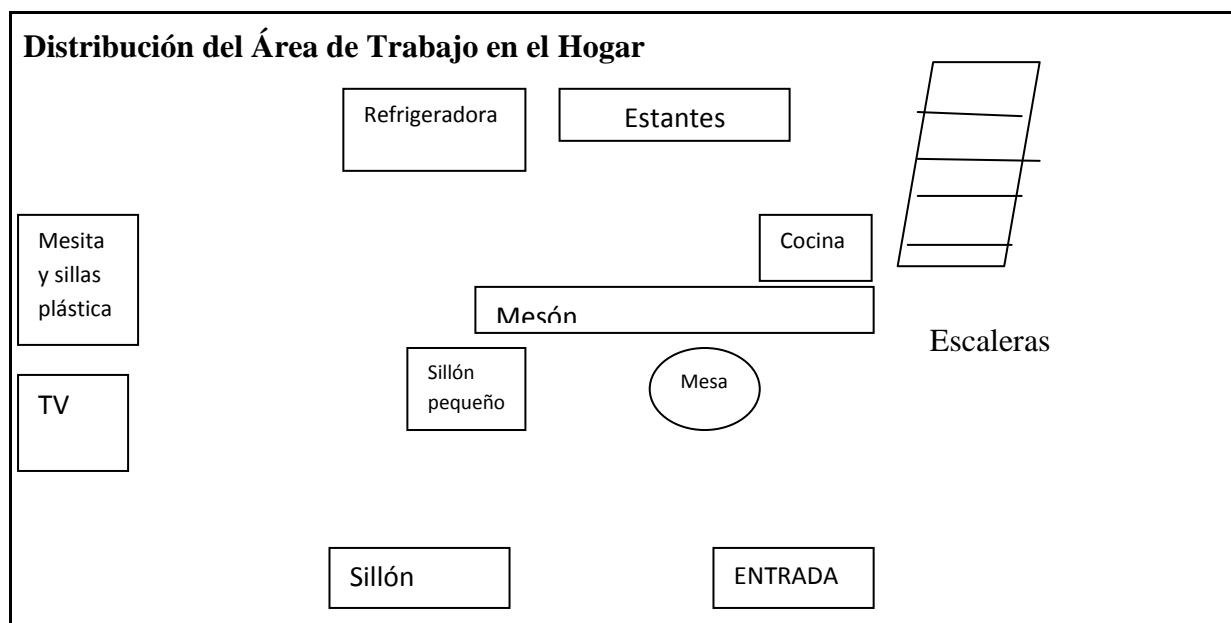 Distribución del Área de Trabajo en el Hogar
Refrigeradora
Estantes
Mesita
y sillas
plástica
Cocina
Mesón
Escaleras
Sillón
pequeño
Mesa
TV
Sillón
ENTRADA